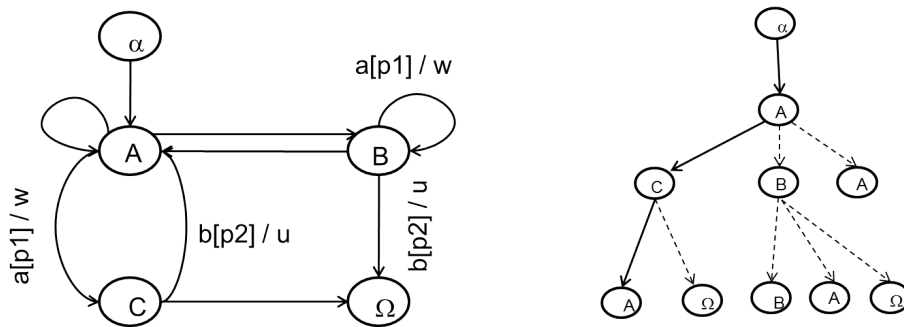 α
a[p1] / w
A
B
a[p1] / w
b[p2] / u
b[p2] / u
C
Ω
α
A
C
B
A
A
Ω
B
A
Ω